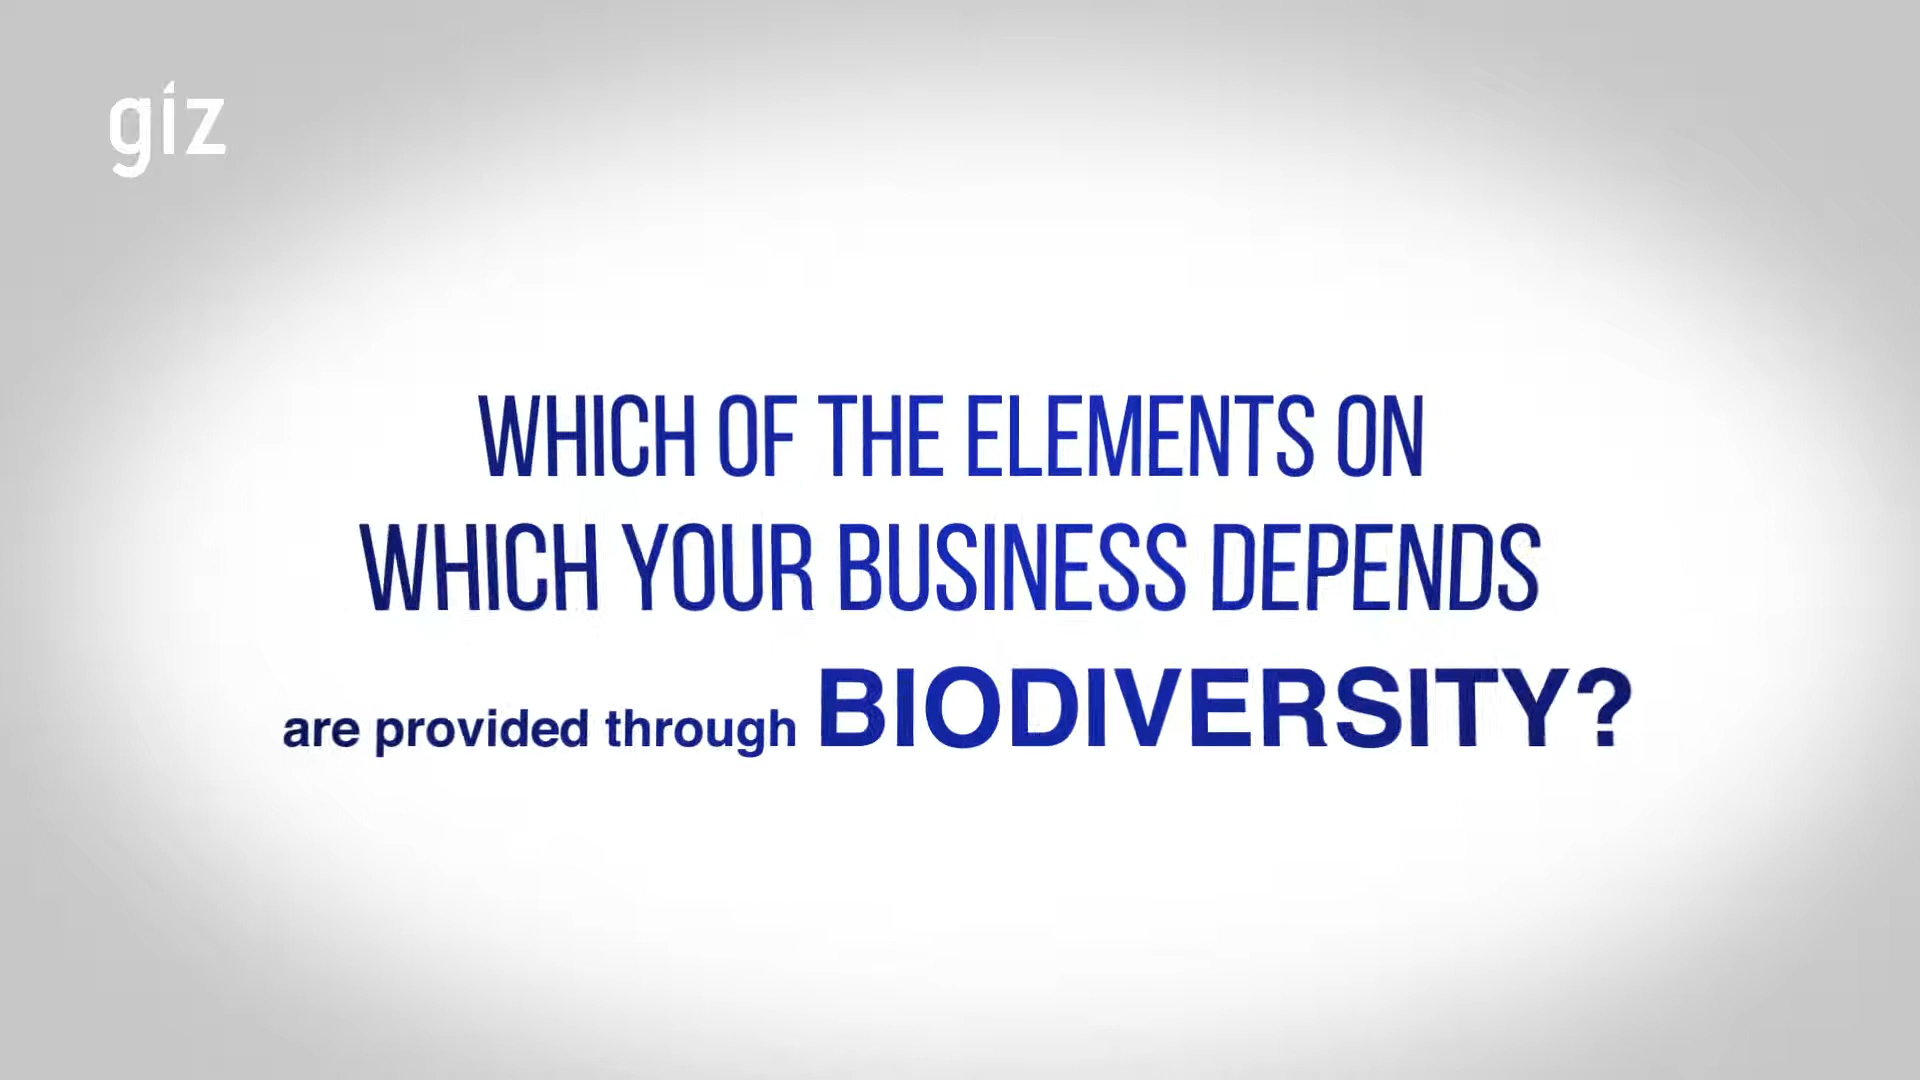 giz
WHICH OF THE ELEMENTS ON
WHICH YOUR BUSINESS DEPENDS
are provided through BIODIVERSITY?